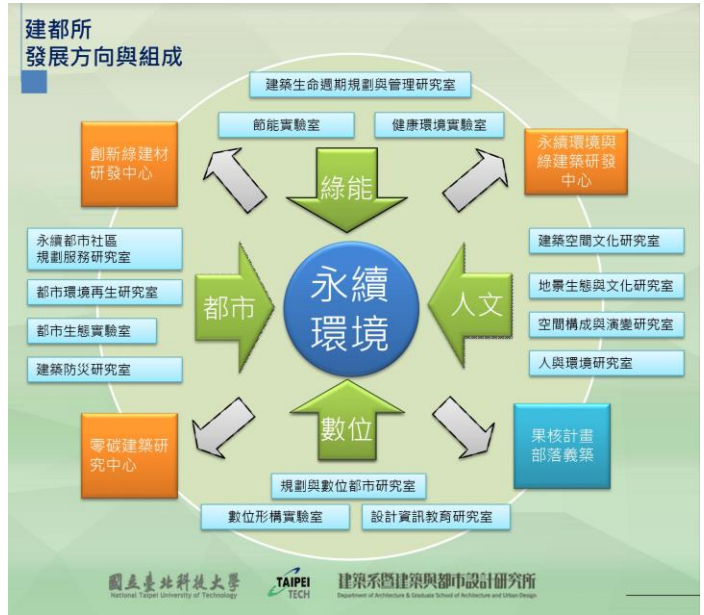 建都所
發展方向與組成
建築生命週期規劃與管理研究室
節能實驗室
健康環境實驗室
創新綠建材
研發中心
永續環境與
綠建築研發
中心
綠能
永續都市社區
規劃服務研究室
都市環境再生研究室
都市生態實驗室
建築防災研究室
都市
永續
環境
人文
建築空間文化研究室
地景生態與文化研究室
空間構成與演變研究室
人與環境研究室
零碳建築研
究中心
數位
果核計畫
部落義築
規劃與數位都市研究室
數位形構實驗室
設計資訊教育研究室
國立臺北科技大學
National Taipei University of Technology
TAIPEI
TECH
建築系暨建築與都市設計研究所
Department of Architecture & Graduate School of Architecture and Urban Design